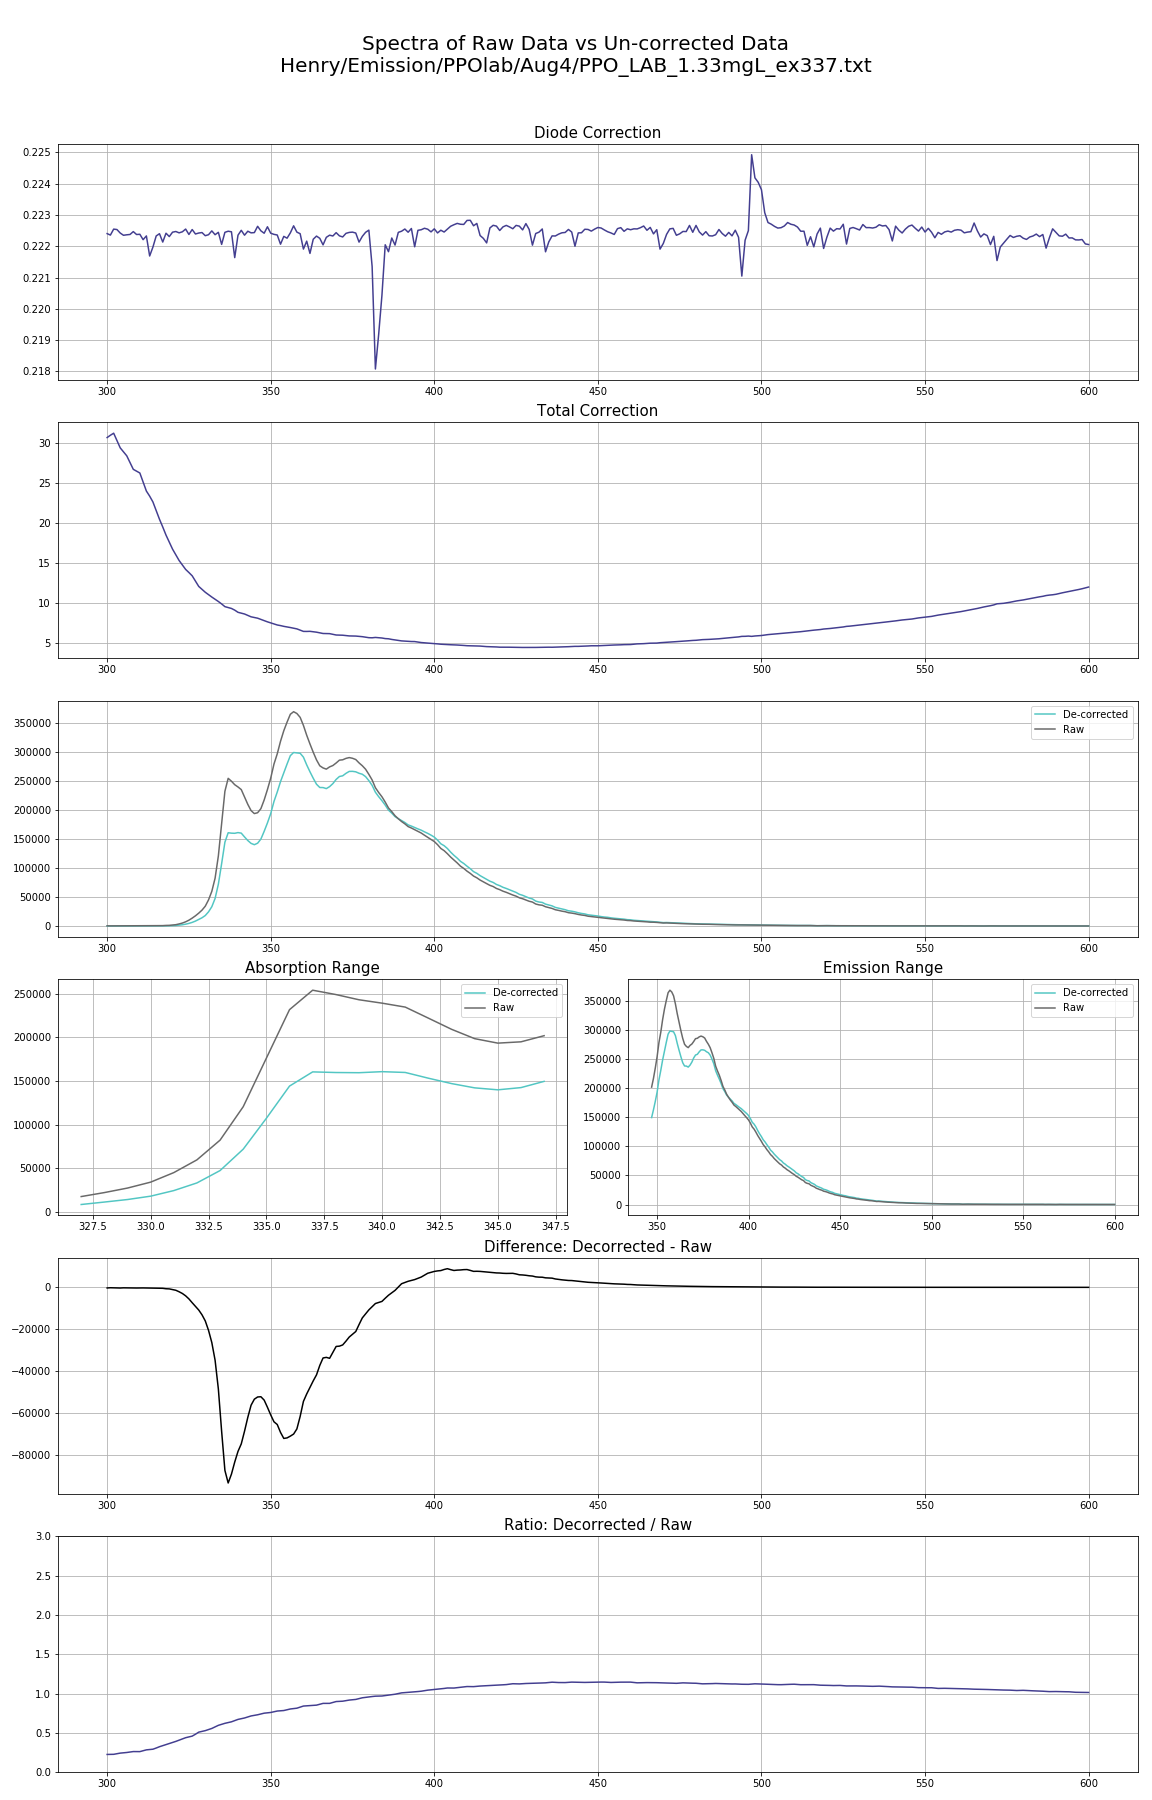 Spectra of Raw Data vs Un-corrected Data
Henry/Emission/PPOlab/Aug4/PPO_LAB_1.33mgL_ex337.txt
Diode Correction
0.225
0.224
0.223
0.222
0.221
0.220
0.219
0.218
300 350 400 450 500 550 600
Total Correction
30
25
20
15
10
5
300 350 400 450 500 550 600
350000
300000
250000
200000
150000
100000
50000
0
De-corrected
Raw
300 350 400 450 500 550 600
Absorption Range
250000
200000
150000
100000
50000
0
De-corrected
Raw
327.5 330.0 332.5 335.0 337.5 340.0 342.5 345.0 347.5
Emission Range
350000
300000
250000
200000
150000
100000
50000
0
De-corrected
Raw
350 400 450 500 550 600
Difference: Decorrected - Raw
0
−20000
−40000
−60000
−80000
300 350 400 450 500 550 600
Ratio: Decorrected / Raw
3.0
2.5
2.0
1.5
1.0
0.5
0.0
300 350 400 450 500 550 600